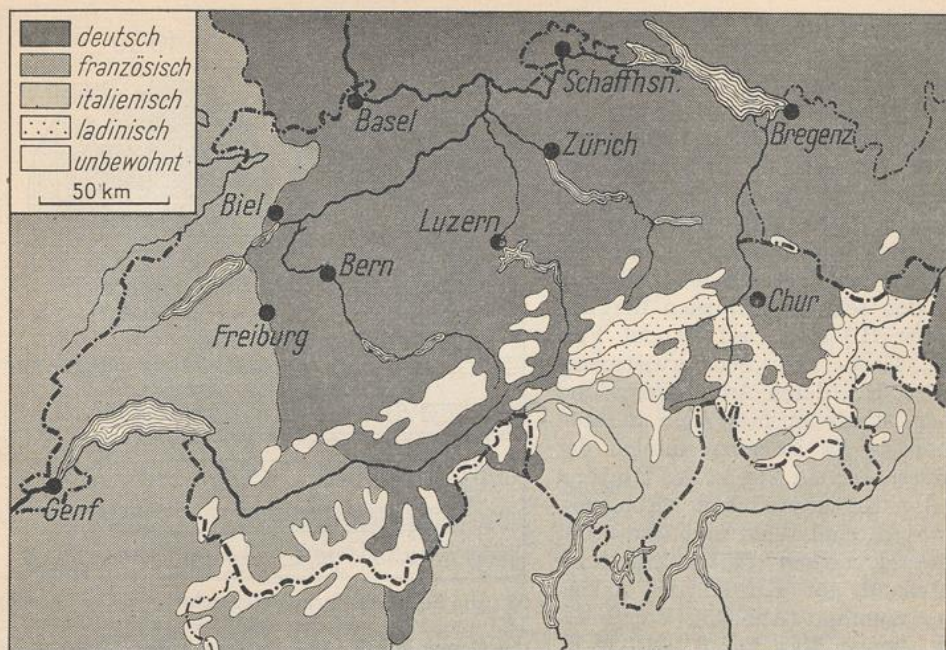 deutsch
französisch
italienisch
ladinisch
unbewohnt
50 km
Schaffhsn.
Basel
Bregenz
Zürich
Biel
Luzern
Bern
Chur
Freiburg
Genf